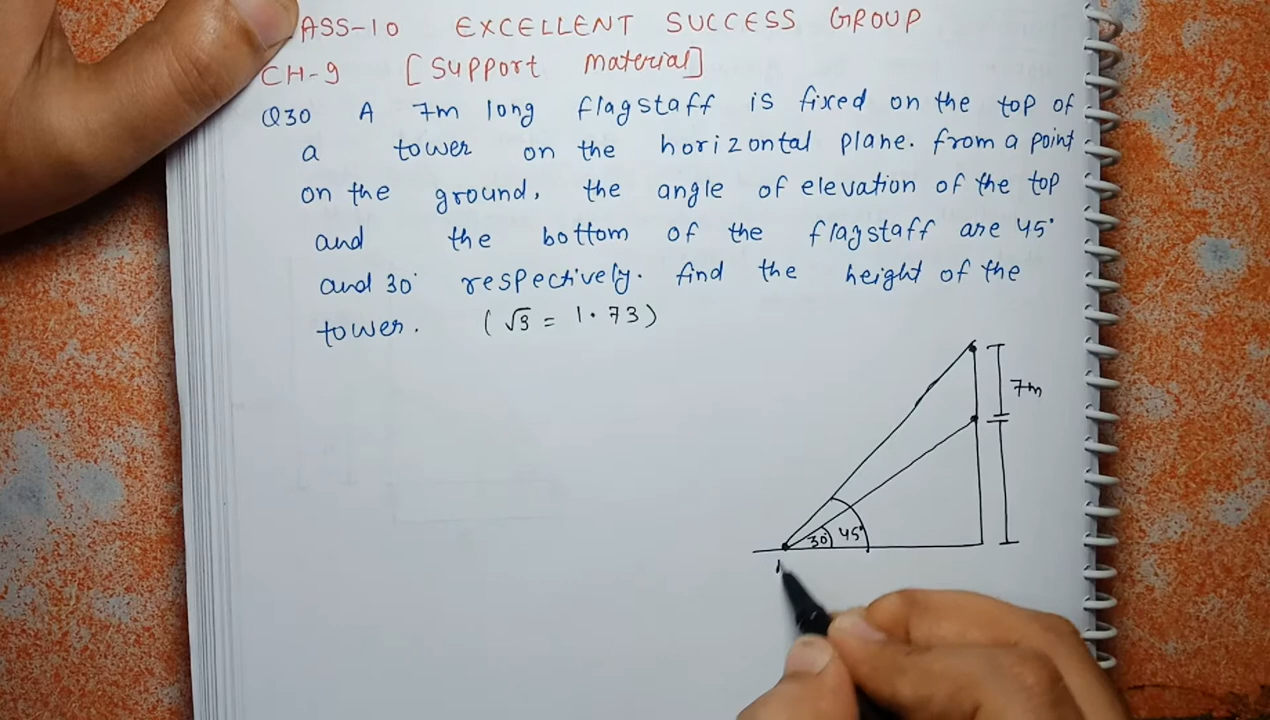 ASS-10 EXCELLENT SUCCESS GROUP
CH-9 [Support material]
Q30 A 7m long flagstaff is fixed on the top of
a tower on the horizontal plane. from a point
on the ground, the angle of elevation of the top
and the bottom of the flagstaff are 45°
and 30° respectively. find the height of the
tower. (√3 = 1.73)
7m
30° 45°